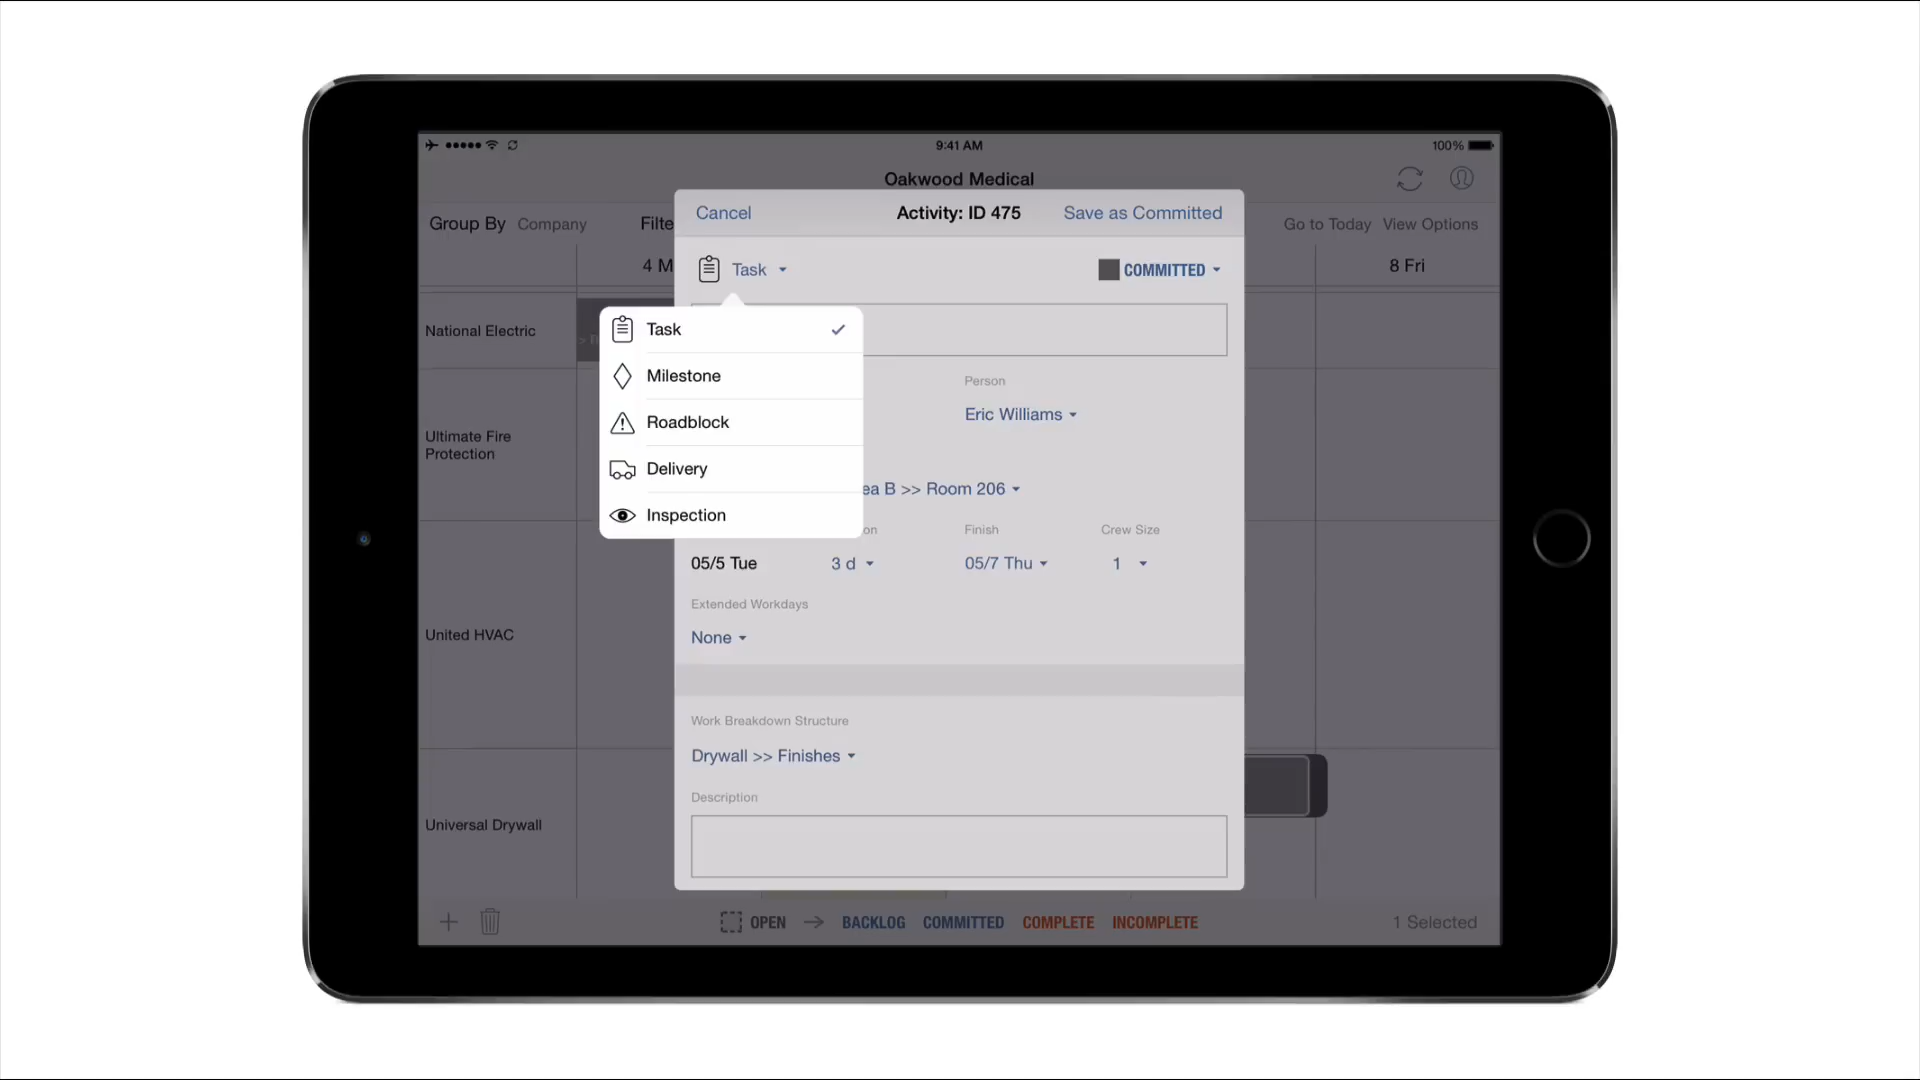 9:41 AM
100%
Oakwood Medical
Group By Company
Filte
Go to Today View Options
4 M
8 Fri
Cancel
Activity: ID 475
Save as Committed
Task
COMMITTED
National Electric
Task
Milestone
Roadblock
Delivery
Inspection
Person
Eric Williams
Ultimate Fire
Protection
ea B >> Room 206
on
Finish
Crew Size
05/5 Tue
3 d
05/7 Thu
1
Extended Workdays
None
United HVAC
Work Breakdown Structure
Drywall >> Finishes
Description
Universal Drywall
OPEN
BACKLOG
COMMITTED
COMPLETE
INCOMPLETE
1 Selected